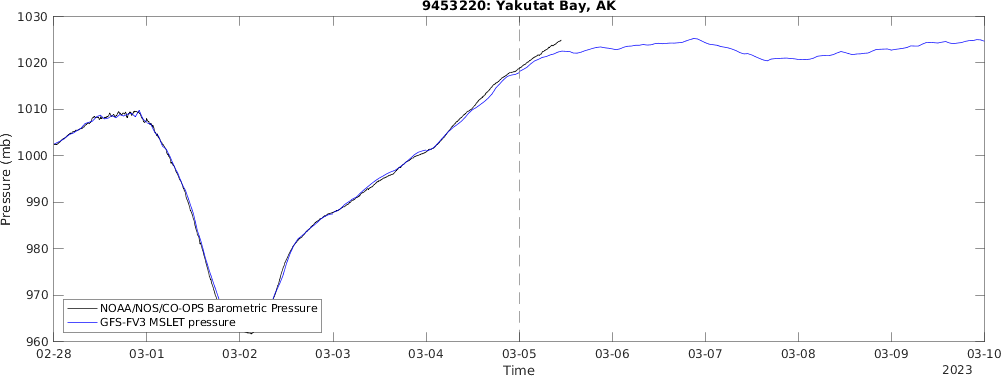 9453220: Yakutat Bay, AK
1030
1020
1010
1000
990
980
970
960
Pressure (mb)
NOAA/NOS/CO-OPS Barometric Pressure
GFS-FV3 MSLET pressure
02-28 03-01 03-02 03-03 03-04 03-05 03-06 03-07 03-08 03-09 03-10
Time
2023